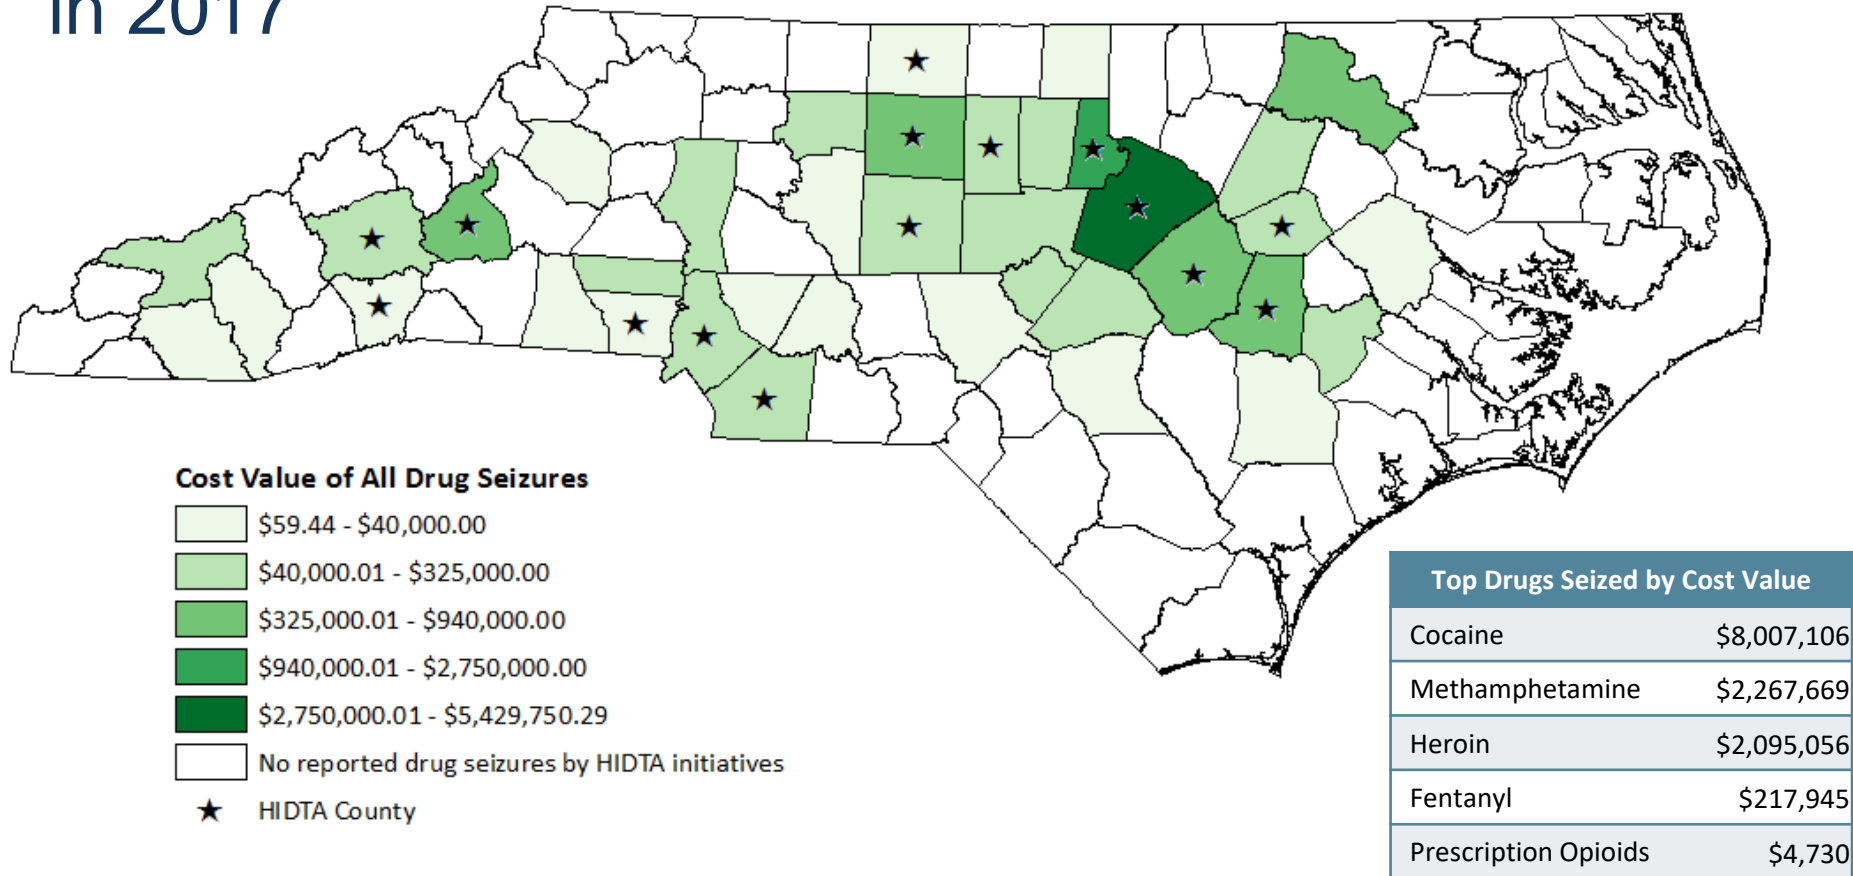 in 2017
Cost Value of All Drug Seizures
$59.44 - $40,000.00
$40,000.01 - $325,000.00
$325,000.01 - $940,000.00
$940,000.01 - $2,750,000.00
$2,750,000.01 - $5,429,750.29
No reported drug seizures by HIDTA initiatives
HIDTA County
Top Drugs Seized by Cost Value
Cocaine $8,007,106
Methamphetamine $2,267,669
Heroin $2,095,056
Fentanyl $217,945
Prescription Opioids $4,730